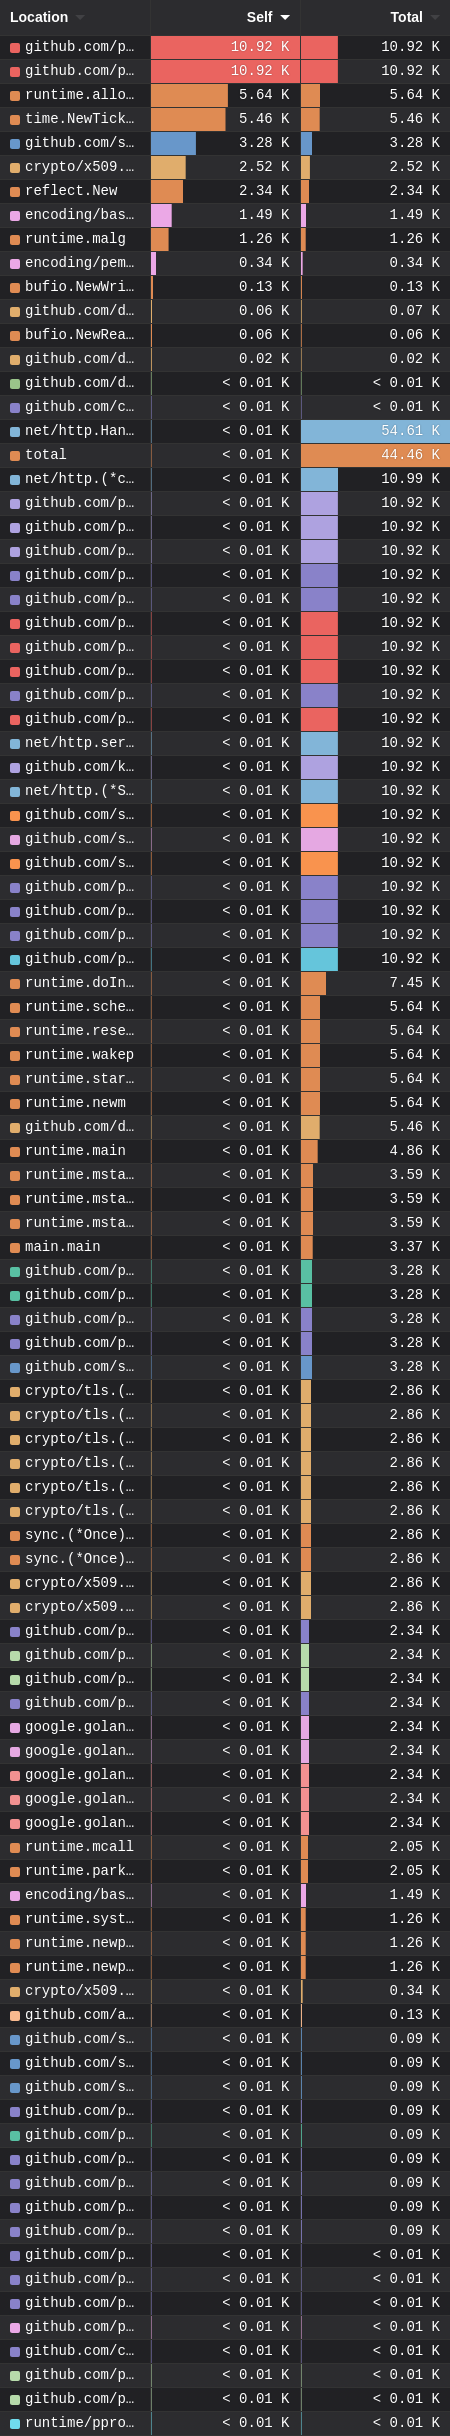 Location Self Total
github.com/p… 10.92 K 10.92 K
github.com/p… 10.92 K 10.92 K
runtime.allo… 5.64 K 5.64 K
time.NewTick… 5.46 K 5.46 K
github.com/s… 3.28 K 3.28 K
crypto/x509.… 2.52 K 2.52 K
reflect.New 2.34 K 2.34 K
encoding/bas… 1.49 K 1.49 K
runtime.malg 1.26 K 1.26 K
encoding/pem… 0.34 K 0.34 K
bufio.NewWri… 0.13 K 0.13 K
github.com/d… 0.06 K 0.07 K
bufio.NewRea… 0.06 K 0.06 K
github.com/d… 0.02 K 0.02 K
github.com/d… < 0.01 K < 0.01 K
github.com/c… < 0.01 K < 0.01 K
net/http.Han… < 0.01 K 54.61 K
total < 0.01 K 44.46 K
net/http.(*c… < 0.01 K 10.99 K
github.com/p… < 0.01 K 10.92 K
github.com/p… < 0.01 K 10.92 K
github.com/p… < 0.01 K 10.92 K
github.com/p… < 0.01 K 10.92 K
github.com/p… < 0.01 K 10.92 K
github.com/p… < 0.01 K 10.92 K
github.com/p… < 0.01 K 10.92 K
github.com/p… < 0.01 K 10.92 K
github.com/p… < 0.01 K 10.92 K
github.com/p… < 0.01 K 10.92 K
net/http.ser… < 0.01 K 10.92 K
github.com/k… < 0.01 K 10.92 K
net/http.(*S… < 0.01 K 10.92 K
github.com/s… < 0.01 K 10.92 K
github.com/s… < 0.01 K 10.92 K
github.com/s… < 0.01 K 10.92 K
github.com/p… < 0.01 K 10.92 K
github.com/p… < 0.01 K 10.92 K
github.com/p… < 0.01 K 10.92 K
github.com/p… < 0.01 K 10.92 K
runtime.doIn… < 0.01 K 7.45 K
runtime.sche… < 0.01 K 5.64 K
runtime.rese… < 0.01 K 5.64 K
runtime.wakep < 0.01 K 5.64 K
runtime.star… < 0.01 K 5.64 K
runtime.newm < 0.01 K 5.64 K
github.com/d… < 0.01 K 5.46 K
runtime.main < 0.01 K 4.86 K
runtime.msta… < 0.01 K 3.59 K
runtime.msta… < 0.01 K 3.59 K
runtime.msta… < 0.01 K 3.59 K
main.main < 0.01 K 3.37 K
github.com/p… < 0.01 K 3.28 K
github.com/p… < 0.01 K 3.28 K
github.com/p… < 0.01 K 3.28 K
github.com/p… < 0.01 K 3.28 K
github.com/s… < 0.01 K 3.28 K
crypto/tls.(… < 0.01 K 2.86 K
crypto/tls.(… < 0.01 K 2.86 K
crypto/tls.(… < 0.01 K 2.86 K
crypto/tls.(… < 0.01 K 2.86 K
crypto/tls.(… < 0.01 K 2.86 K
crypto/tls.(… < 0.01 K 2.86 K
sync.(*Once)… < 0.01 K 2.86 K
sync.(*Once)… < 0.01 K 2.86 K
crypto/x509.… < 0.01 K 2.86 K
crypto/x509.… < 0.01 K 2.86 K
github.com/p… < 0.01 K 2.34 K
github.com/p… < 0.01 K 2.34 K
github.com/p… < 0.01 K 2.34 K
github.com/p… < 0.01 K 2.34 K
google.golan… < 0.01 K 2.34 K
google.golan… < 0.01 K 2.34 K
google.golan… < 0.01 K 2.34 K
google.golan… < 0.01 K 2.34 K
google.golan… < 0.01 K 2.34 K
runtime.mcall < 0.01 K 2.05 K
runtime.park… < 0.01 K 2.05 K
encoding/bas… < 0.01 K 1.49 K
runtime.syst… < 0.01 K 1.26 K
runtime.newp… < 0.01 K 1.26 K
runtime.newp… < 0.01 K 1.26 K
crypto/x509.… < 0.01 K 0.34 K
github.com/a… < 0.01 K 0.13 K
github.com/s… < 0.01 K 0.09 K
github.com/s… < 0.01 K 0.09 K
github.com/s… < 0.01 K 0.09 K
github.com/p… < 0.01 K 0.09 K
github.com/p… < 0.01 K 0.09 K
github.com/p… < 0.01 K 0.09 K
github.com/p… < 0.01 K 0.09 K
github.com/p… < 0.01 K 0.09 K
github.com/p… < 0.01 K 0.09 K
github.com/p… < 0.01 K < 0.01 K
github.com/p… < 0.01 K < 0.01 K
github.com/p… < 0.01 K < 0.01 K
github.com/p… < 0.01 K < 0.01 K
github.com/c… < 0.01 K < 0.01 K
github.com/p… < 0.01 K < 0.01 K
github.com/p… < 0.01 K < 0.01 K
runtime/ppro… < 0.01 K < 0.01 K